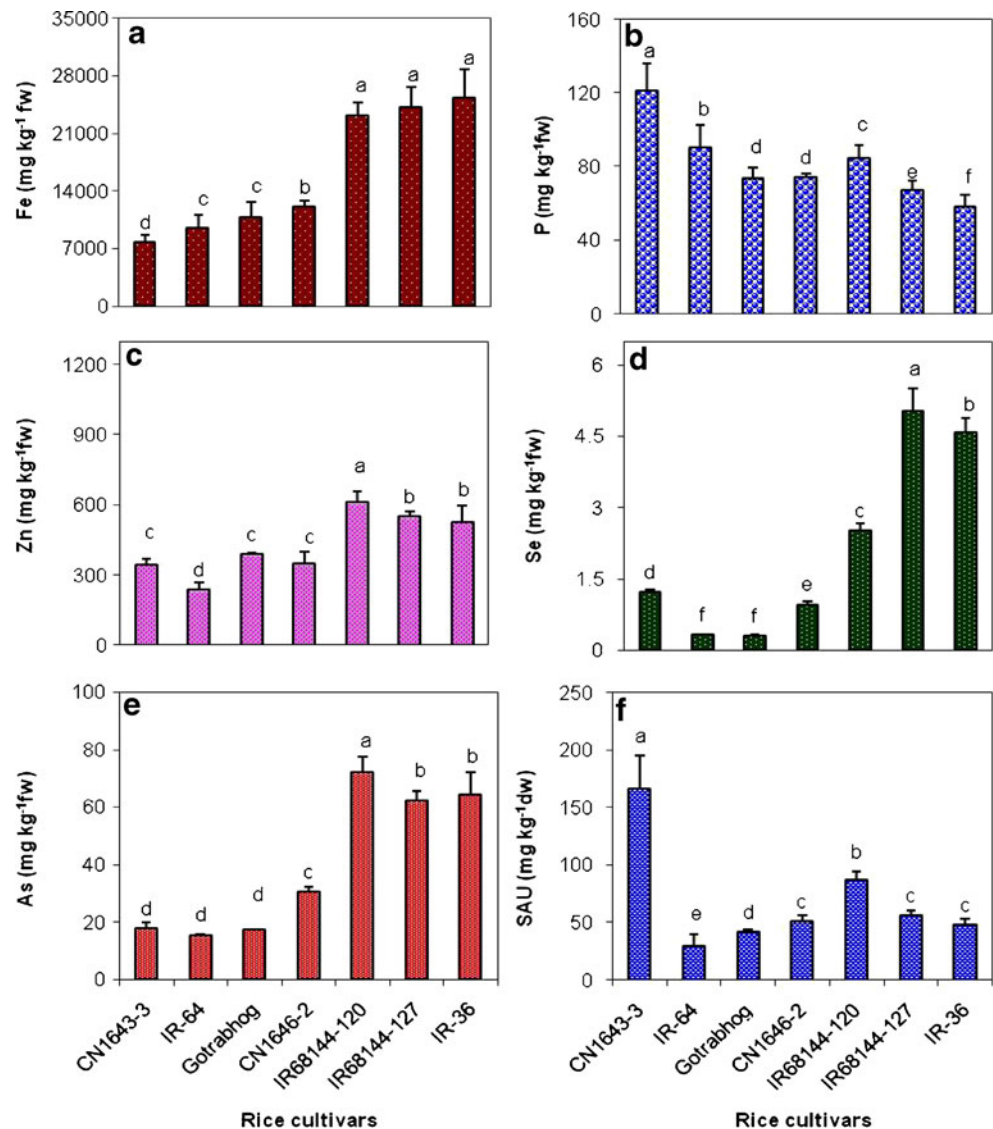 a
Fe (mg kg⁻¹ fw)
35000
28000
21000
14000
7000
0
d c c b a a a
b
P (mg kg⁻¹fw)
160
120
80
40
0
a b d d c e f
c
Zn (mg kg⁻¹fw)
1200
900
600
300
0
c d c c a b b
d
Se (mg kg⁻¹fw)
6
4.5
3
1.5
0
d f f e c a b
e
As (mg kg⁻¹fw)
100
80
60
40
20
0
d d d c a b b
CN1643-3
IR-64
Gotrabhog
CN1646-2
IR68144-120
IR68144-127
IR-36
Rice cultivars
f
SAU (mg kg⁻¹dw)
250
200
150
100
50
0
a e d c b c c
CN1643-3
IR-64
Gotrabhog
CN1646-2
IR68144-120
IR68144-127
IR-36
Rice cultivars